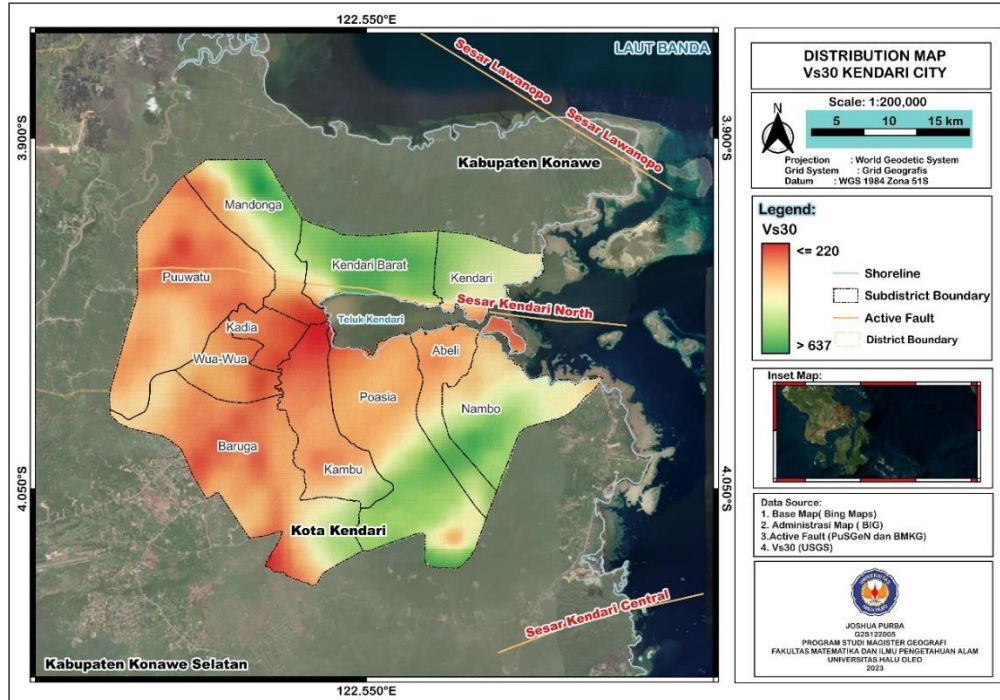 122.550°E
LAUT BANDA
Sesar Lawanopo
Sesar Lawanopo
3.900°S
3.900°S
Kabupaten Konawe
Mandonga
Kendari Barat
Kendari
Puuwatu
Sesar Kendari North
Teluk Kendari
Kadia
Wua-Wua
Abeli
Poasia
Nambo
Baruga
Kambu
4.050°S
4.050°S
Kota Kendari
Sesar Kendari Central
Kabupaten Konawe Selatan
122.550°E
DISTRIBUTION MAP
Vs30 KENDARI CITY
N
Scale: 1:200,000
5 10 15 km
Projection : World Geodetic System
Grid System : Grid Geografis
Datum : WGS 1984 Zona 51S
Legend:
Vs30
<= 220
> 637
Shoreline
Subdistrict Boundary
Active Fault
District Boundary
Inset Map:
Data Source:
1. Base Map( Bing Maps)
2. Administrasi Map ( BIG)
3.Active Fault (PuSGeN dan BMKG)
4. Vs30 (USGS)
UNIVERSITAS
HALU OLEO
JOSHUA PURBA
G2S122005
PROGRAM STUDI MAGISTER GEOGRAFI
FAKULTAS MATEMATIKA DAN ILMU PENGETAHUAN ALAM
UNIVERSITAS HALU OLEO
2023